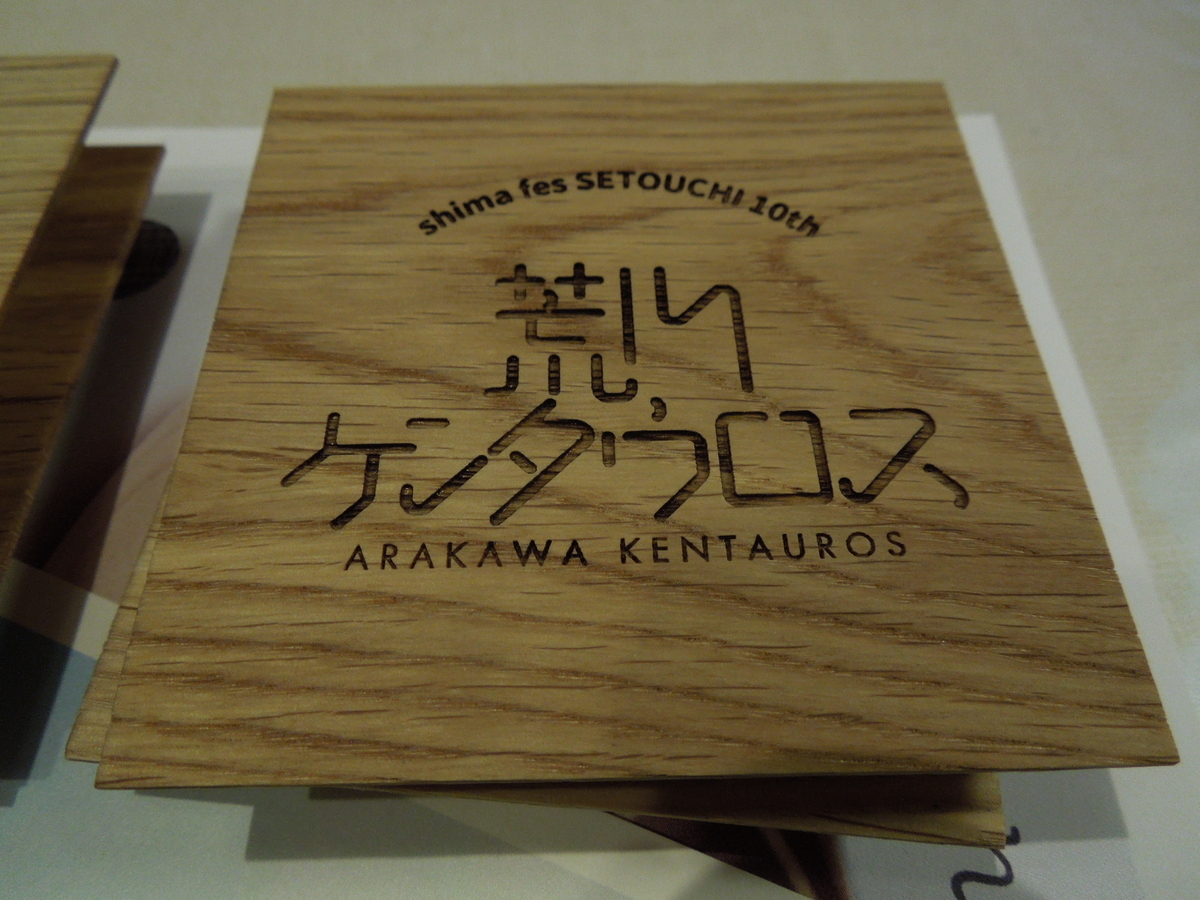 shima fes SETOUCHI 10th
荒川
ケンタウロス
ARAKAWA KENTAUROS